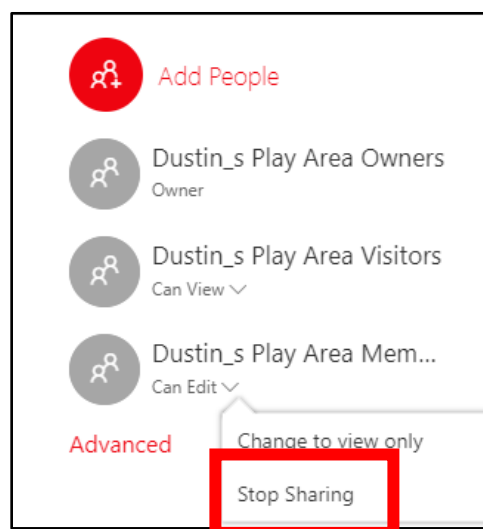 Add People
Dustin_s Play Area Owners
Owner
Dustin_s Play Area Visitors
Can View
Dustin_s Play Area Mem...
Can Edit
Advanced
Change to view only
Stop Sharing